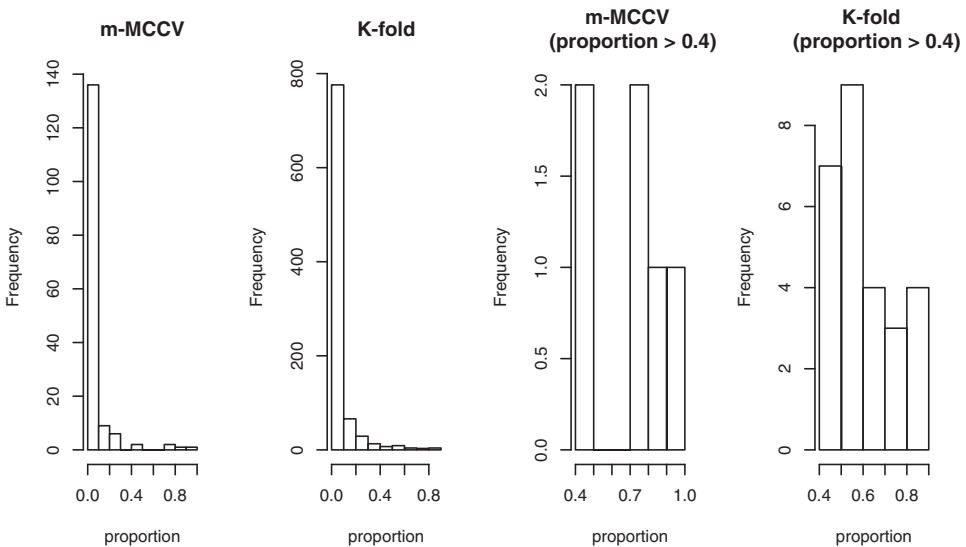 m-MCCV
Frequency
0 20 40 60 80 100 120 140
0.0 0.4 0.8
proportion
K-fold
Frequency
0 200 400 600 800
0.0 0.4 0.8
proportion
m-MCCV
(proportion > 0.4)
Frequency
0.0 0.5 1.0 1.5 2.0
0.4 0.7 1.0
proportion
K-fold
(proportion > 0.4)
Frequency
0 2 4 6 8
0.4 0.6 0.8
proportion